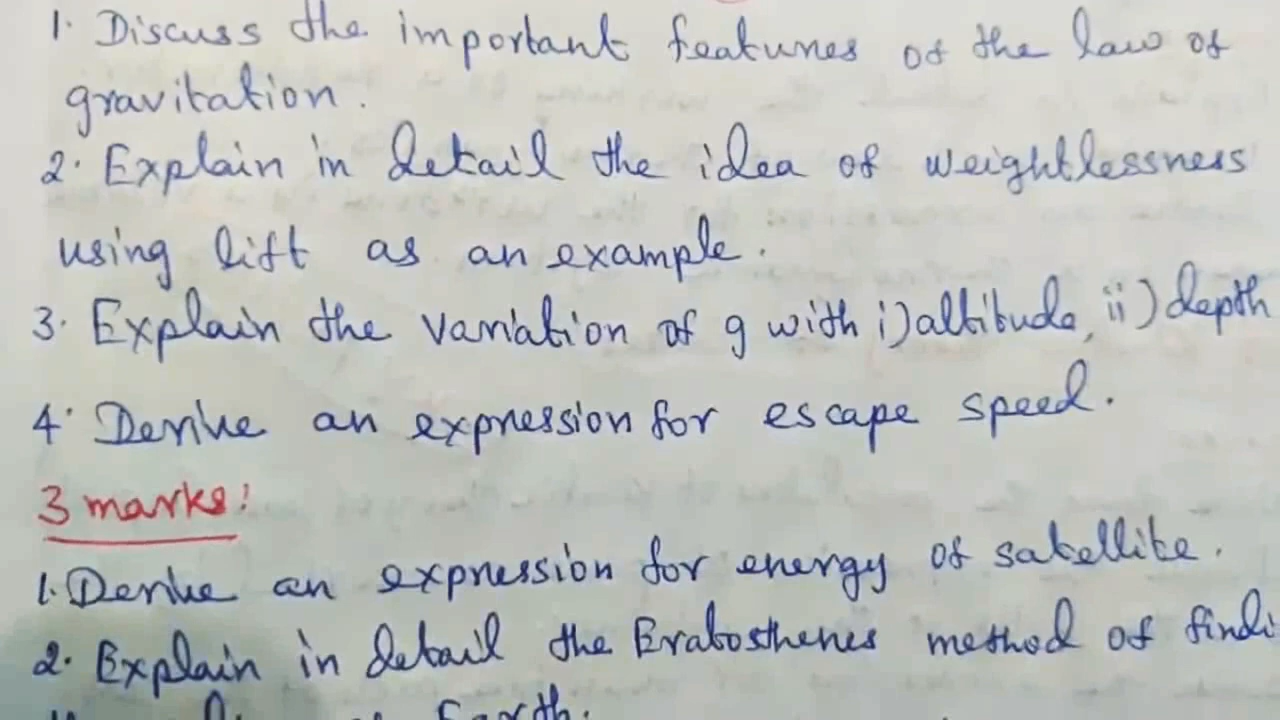 1. Discuss the important features of the law of
gravitation.
2. Explain in detail the idea of weightlessness
using lift as an example.
3. Explain the variation of g with i) altitude, ii) depth
4. Derive an expression for escape speed.
3 marks:
1. Derive an expression for energy of satellite.
2. Explain in detail the Eratosthenes method of findi
Earth.